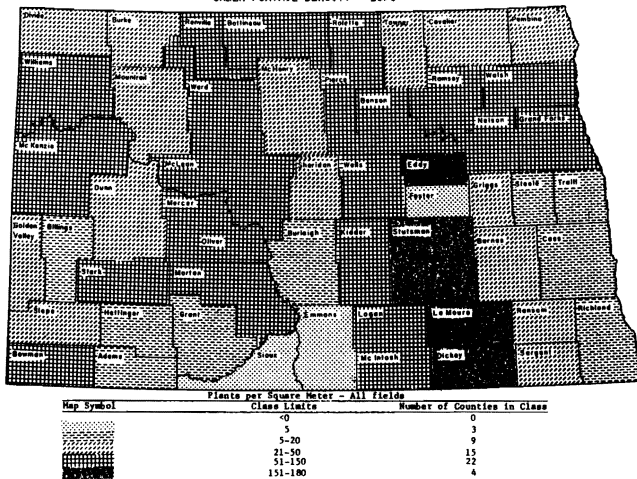 GREEN FOXTAIL DENSITY
Divide Burke Renville Bottineau Rolette Towner Cavalier Pembina
Williams Mountrail Ward McHenry Pierce Ramsey Walsh
Benson Nelson Grand Forks
McKenzie McLean Sheridan Wells Eddy
Dunn Mercer Foster Griggs Steele Traill
Golden Valley Billings Oliver Burleigh Kidder Stutsman Barnes Cass
Stark Morton
Slope Hettinger Grant Emmons Logan La Moure Ransom Richland
Bowman Adams Sioux McIntosh Dickey Sargent
Plants per Square Meter - All fields
Map Symbol Class Limits Number of Counties in Class
<0 0
5 3
5-20 9
21-50 15
51-150 22
151-180 4